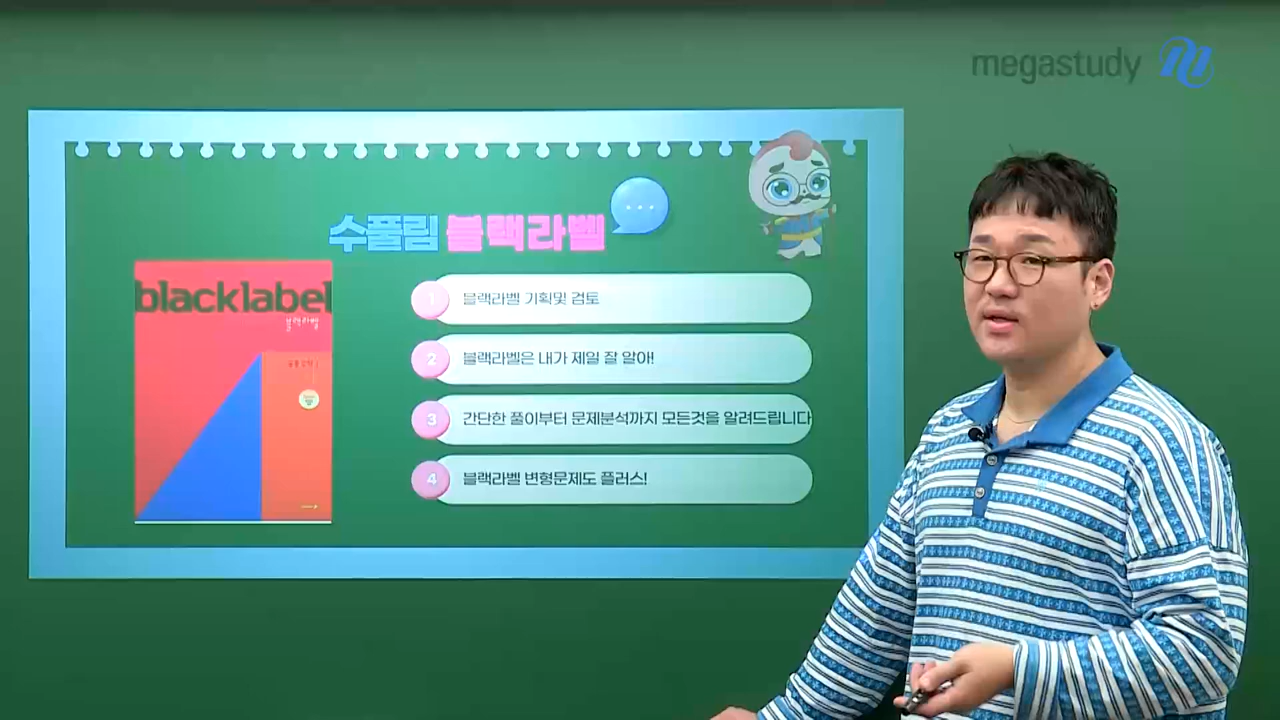 megastudy
수풀림 블랙라벨
blacklabel
블랙라벨
1 블랙라벨 기획및 검토
2 블랙라벨은 내가 제일 잘 알아!
3 간단한 풀이부터 문제분석까지 모든것을 알려드립니다
4 블랙라벨 변형문제도 플러스!